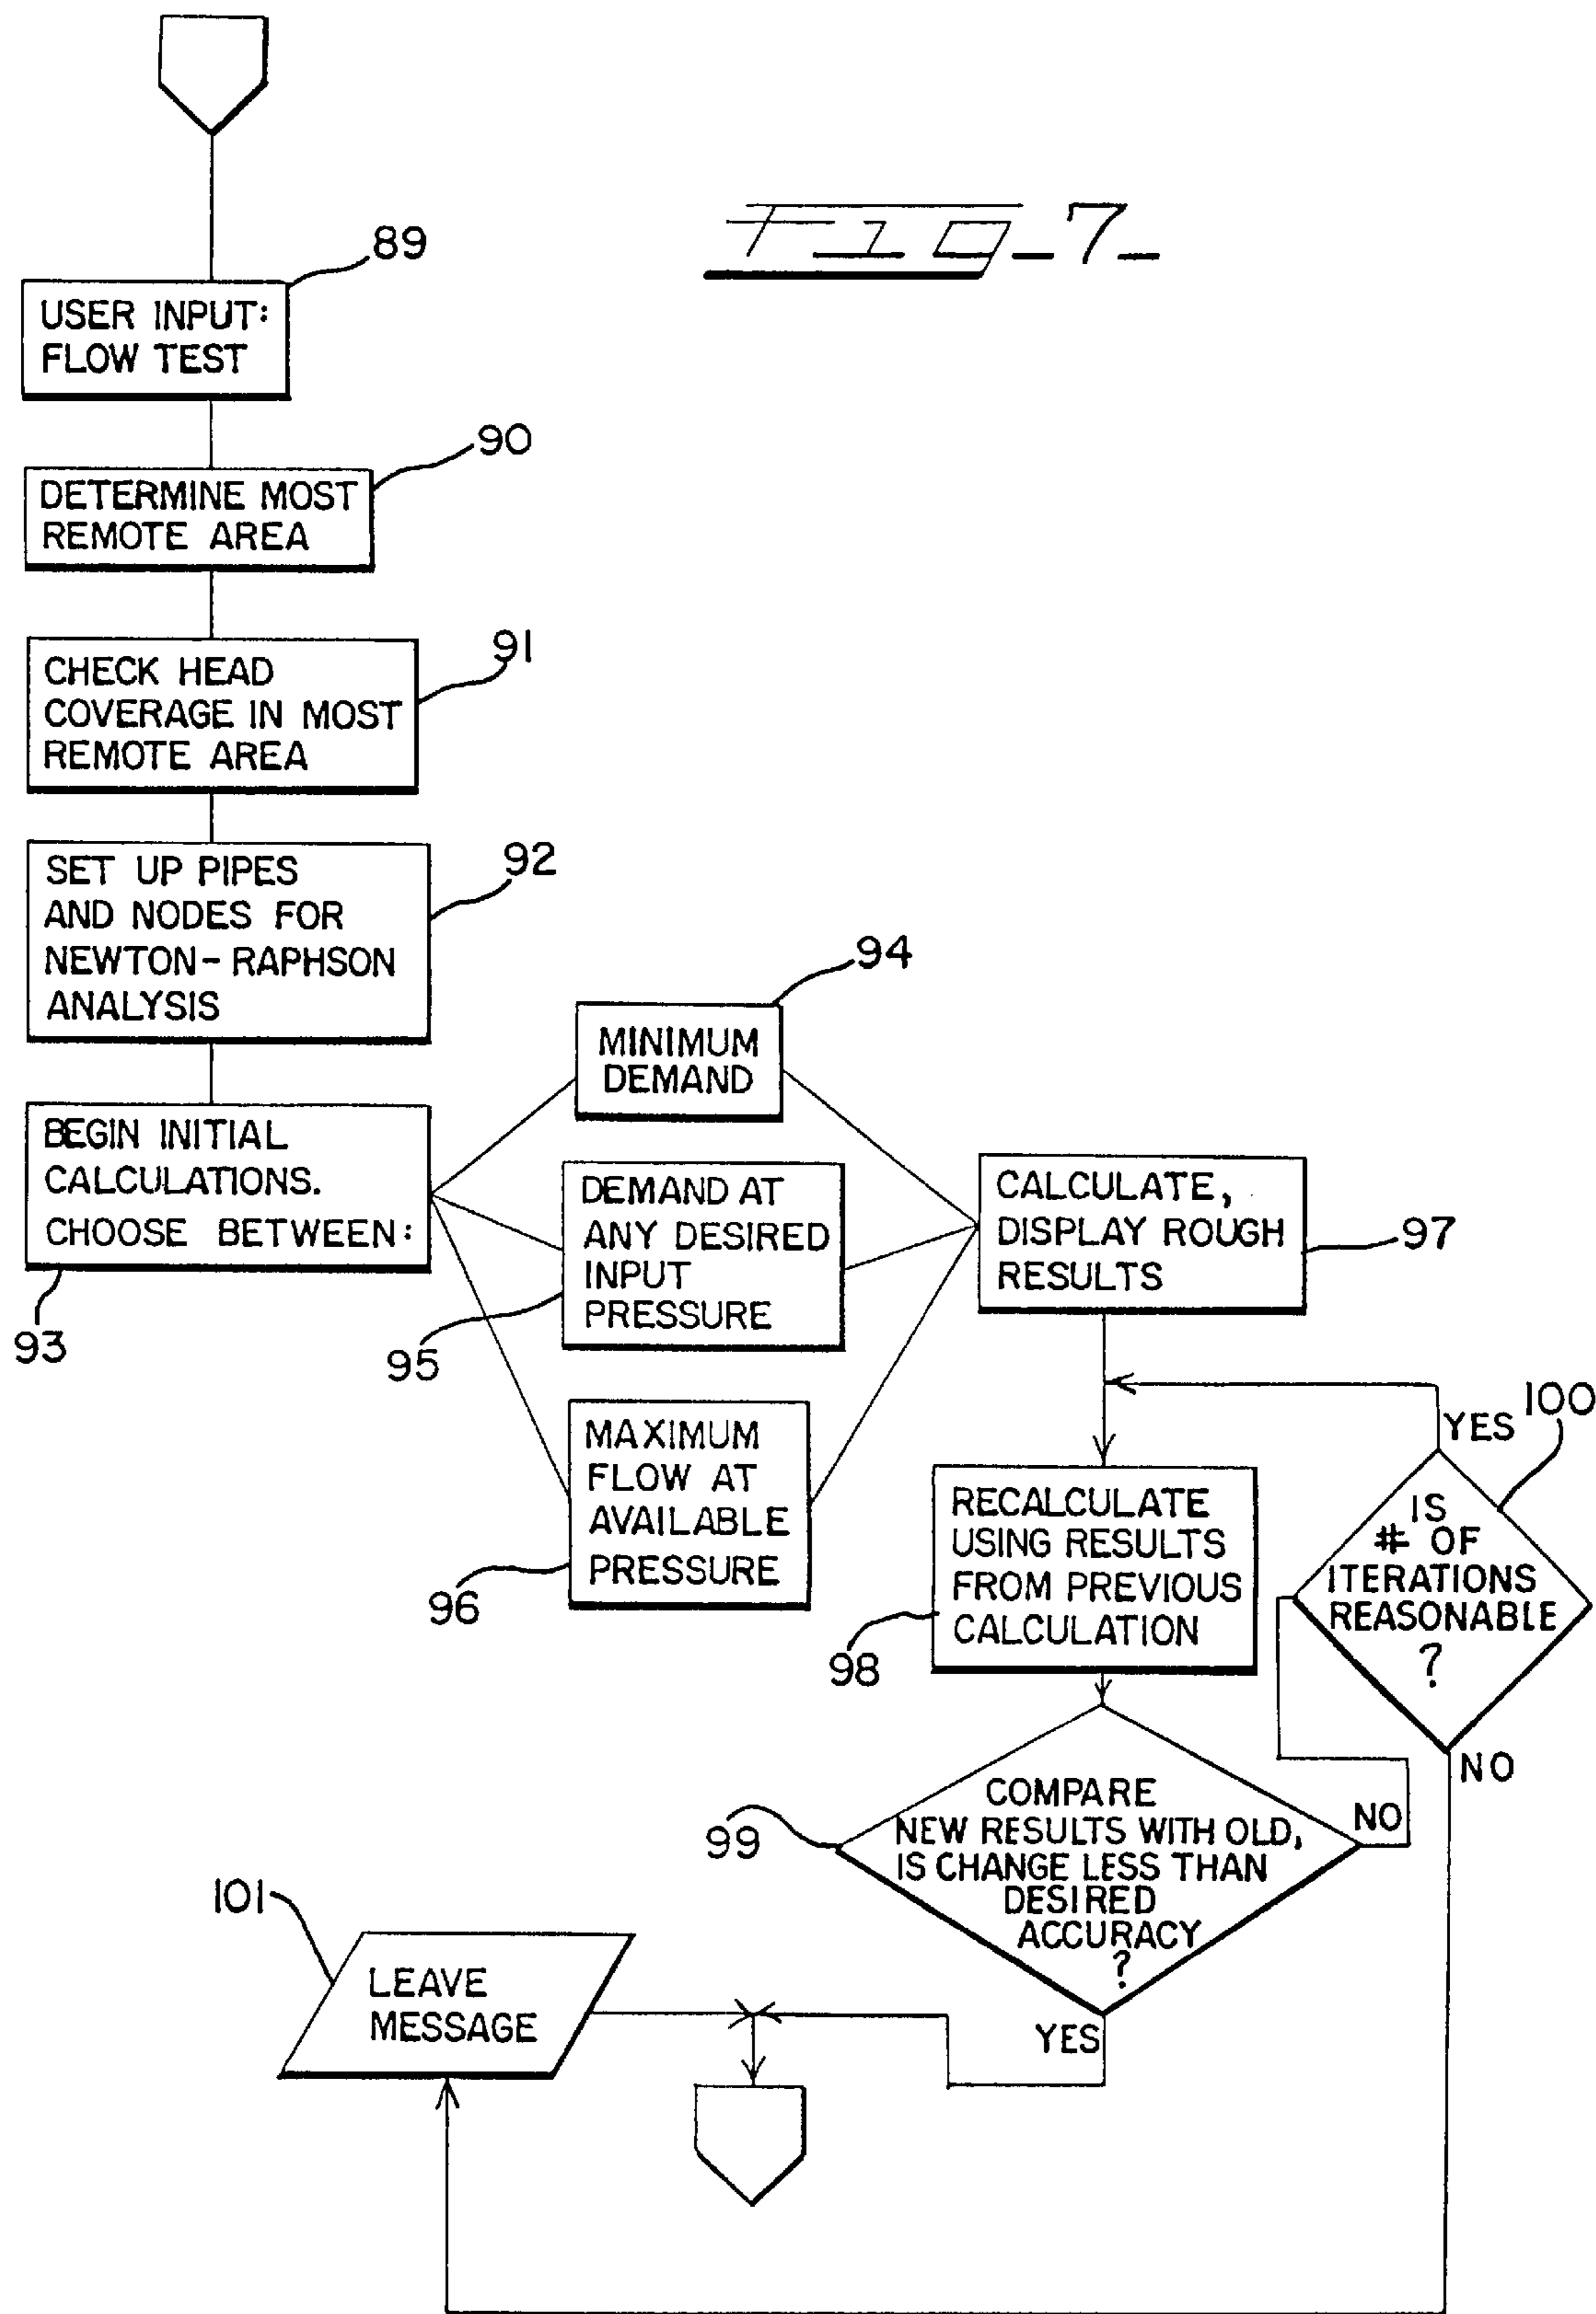 FIG_7_
89
USER INPUT:
FLOW TEST
90
DETERMINE MOST
REMOTE AREA
91
CHECK HEAD
COVERAGE IN MOST
REMOTE AREA
92
SET UP PIPES
AND NODES FOR
NEWTON-RAPHSON
ANALYSIS
BEGIN INITIAL
CALCULATIONS.
CHOOSE BETWEEN:
93
94
MINIMUM
DEMAND
DEMAND AT
ANY DESIRED
INPUT
PRESSURE
95
MAXIMUM
FLOW AT
AVAILABLE
PRESSURE
96
CALCULATE,
DISPLAY ROUGH
RESULTS
97
RECALCULATE
USING RESULTS
FROM PREVIOUS
CALCULATION
98
YES
100
IS
# OF
ITERATIONS
REASONABLE
?
NO
COMPARE
NEW RESULTS WITH OLD,
IS CHANGE LESS THAN
DESIRED
ACCURACY
?
99
NO
YES
101
LEAVE
MESSAGE